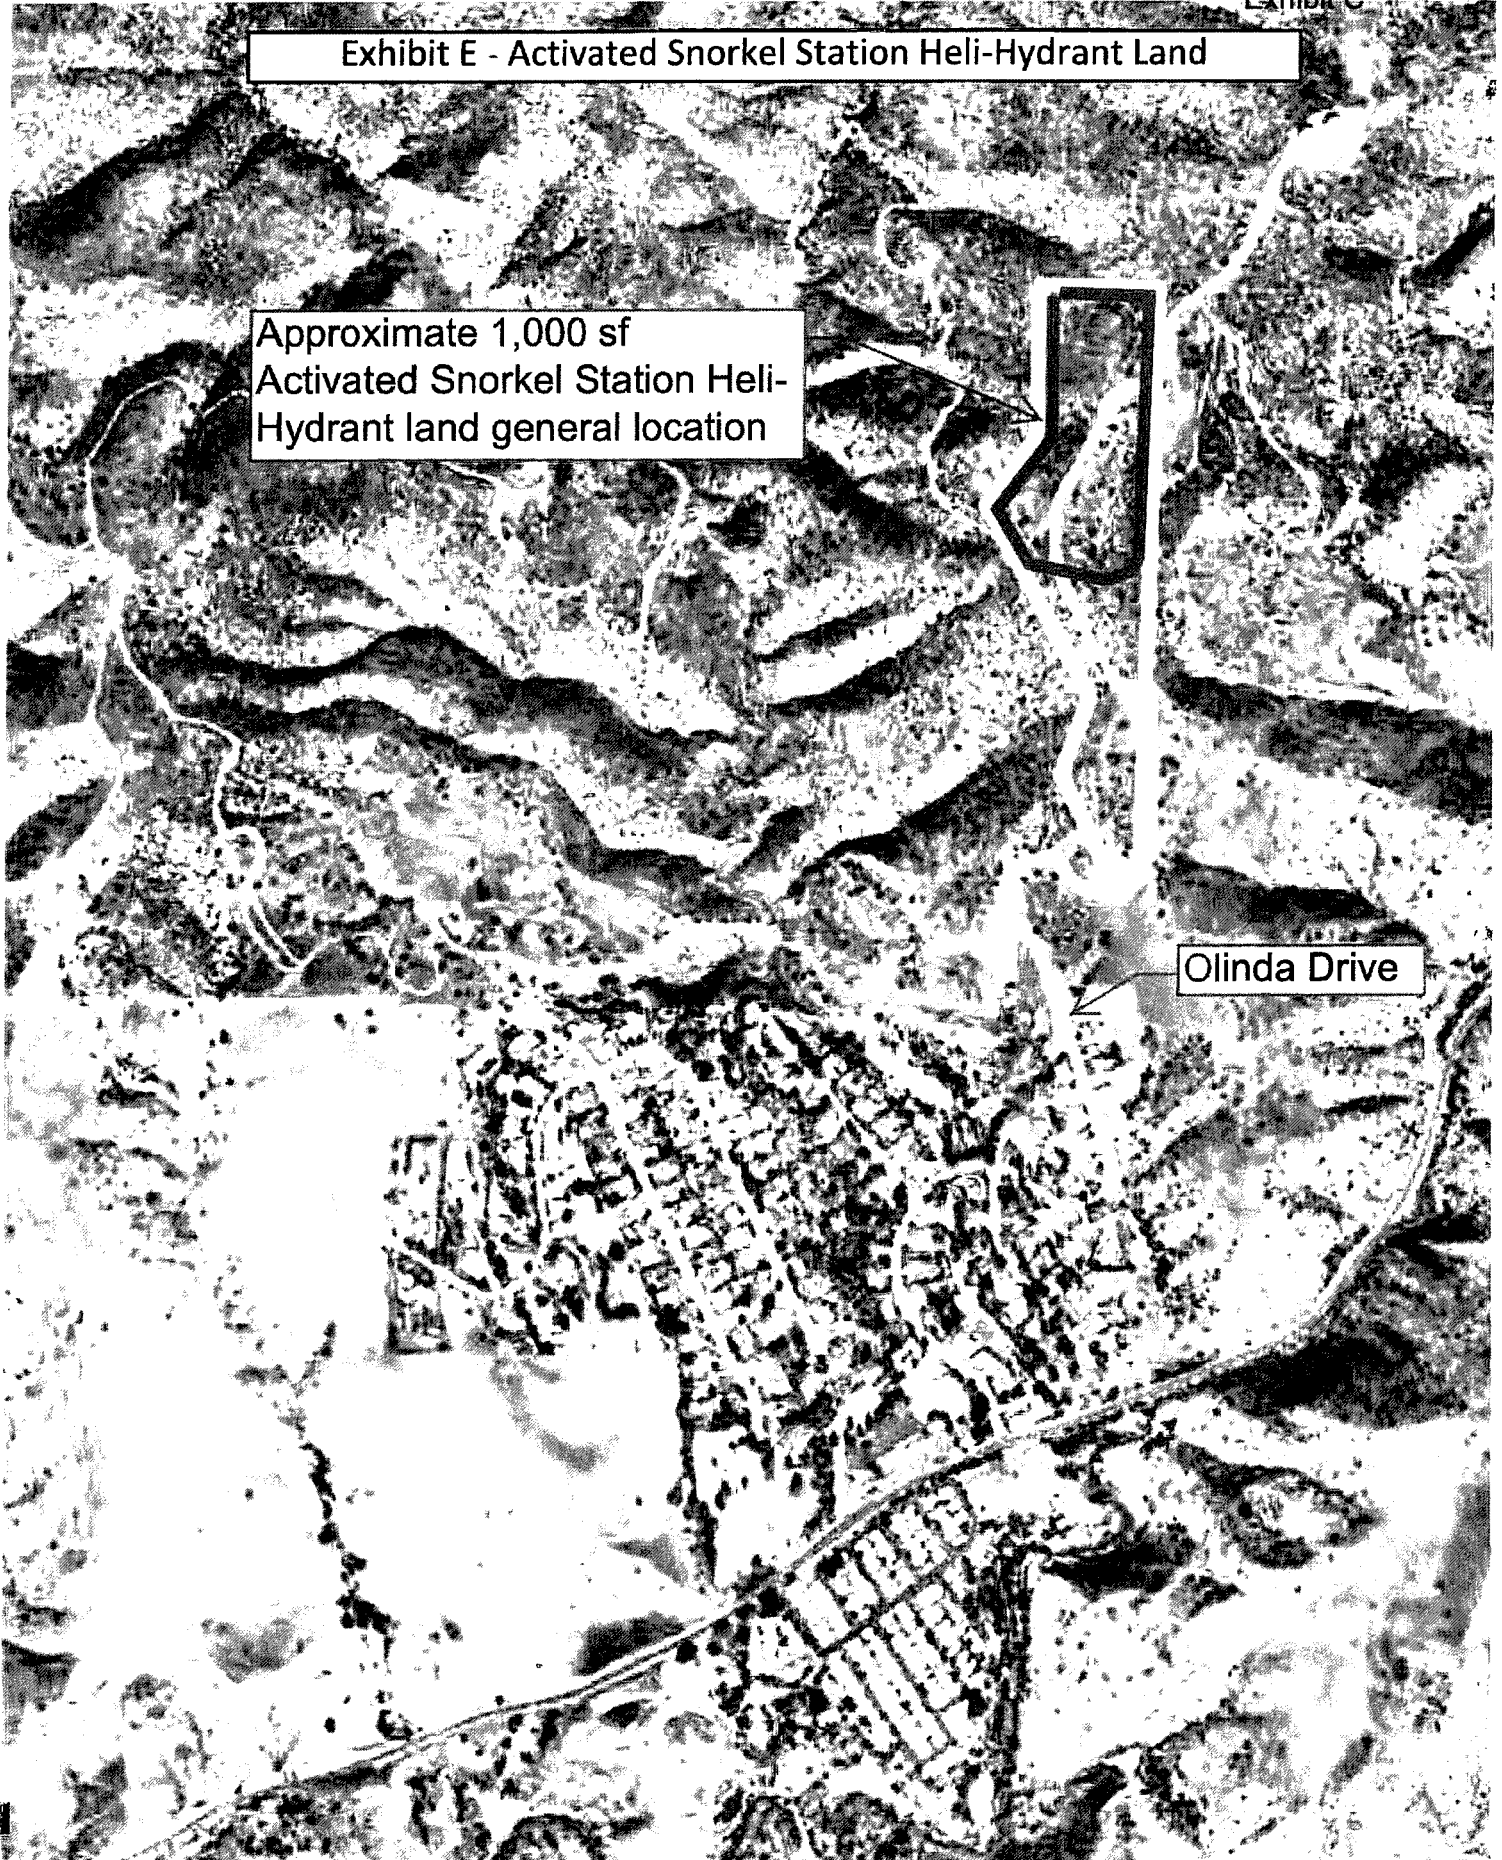 Exhibit E - Activated Snorkel Station Heli-Hydrant Land
Approximate 1,000 sf
Activated Snorkel Station Heli-
Hydrant land general location
Olinda Drive